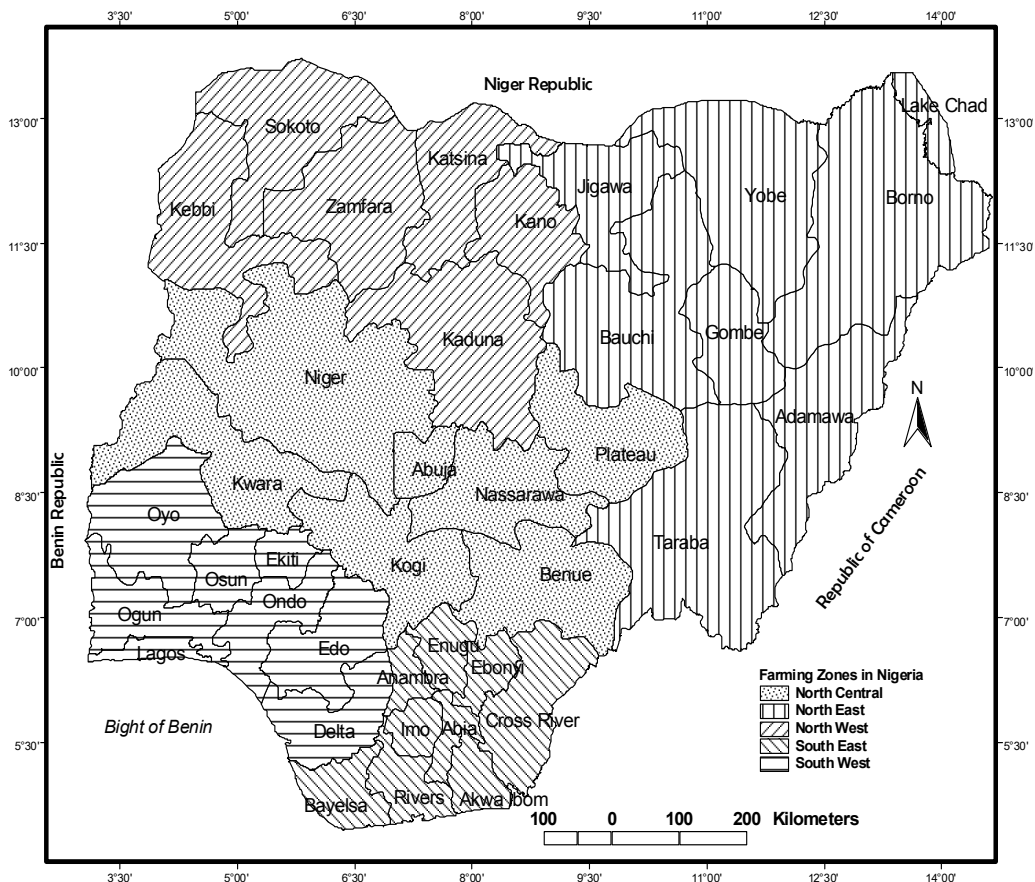 3°30' 5°00' 6°30' 8°00' 9°30' 11°00' 12°30' 14°00'
Niger Republic
Lake Chad
13°00' 13°00'
Sokoto
Katsina
Jigawa
Yobe
Borno
Kebbi
Zamfara
Kano
11°30' 11°30'
Kaduna
Bauchi
Gombe
10°00' 10°00'
Niger
N
Adamawa
Plateau
Abuja
Kwara
Nassarawa
8°30' 8°30'
Benin Republic
Oyo
Taraba
Republic of Cameroon
Ekiti
Osun
Kogi
Benue
Ondo
Ogun
7°00' 7°00'
Lagos
Edo
Enugu
Ebonyi
Anambra
Farming Zones in Nigeria
North Central
North East
North West
South East
South West
Bight of Benin
Delta
Imo
Abia
Cross River
5°30' 5°30'
Bayelsa
Rivers
Akwa Ibom
100 0 100 200 Kilometers
3°30' 5°00' 6°30' 8°00' 9°30' 11°00' 12°30' 14°00'